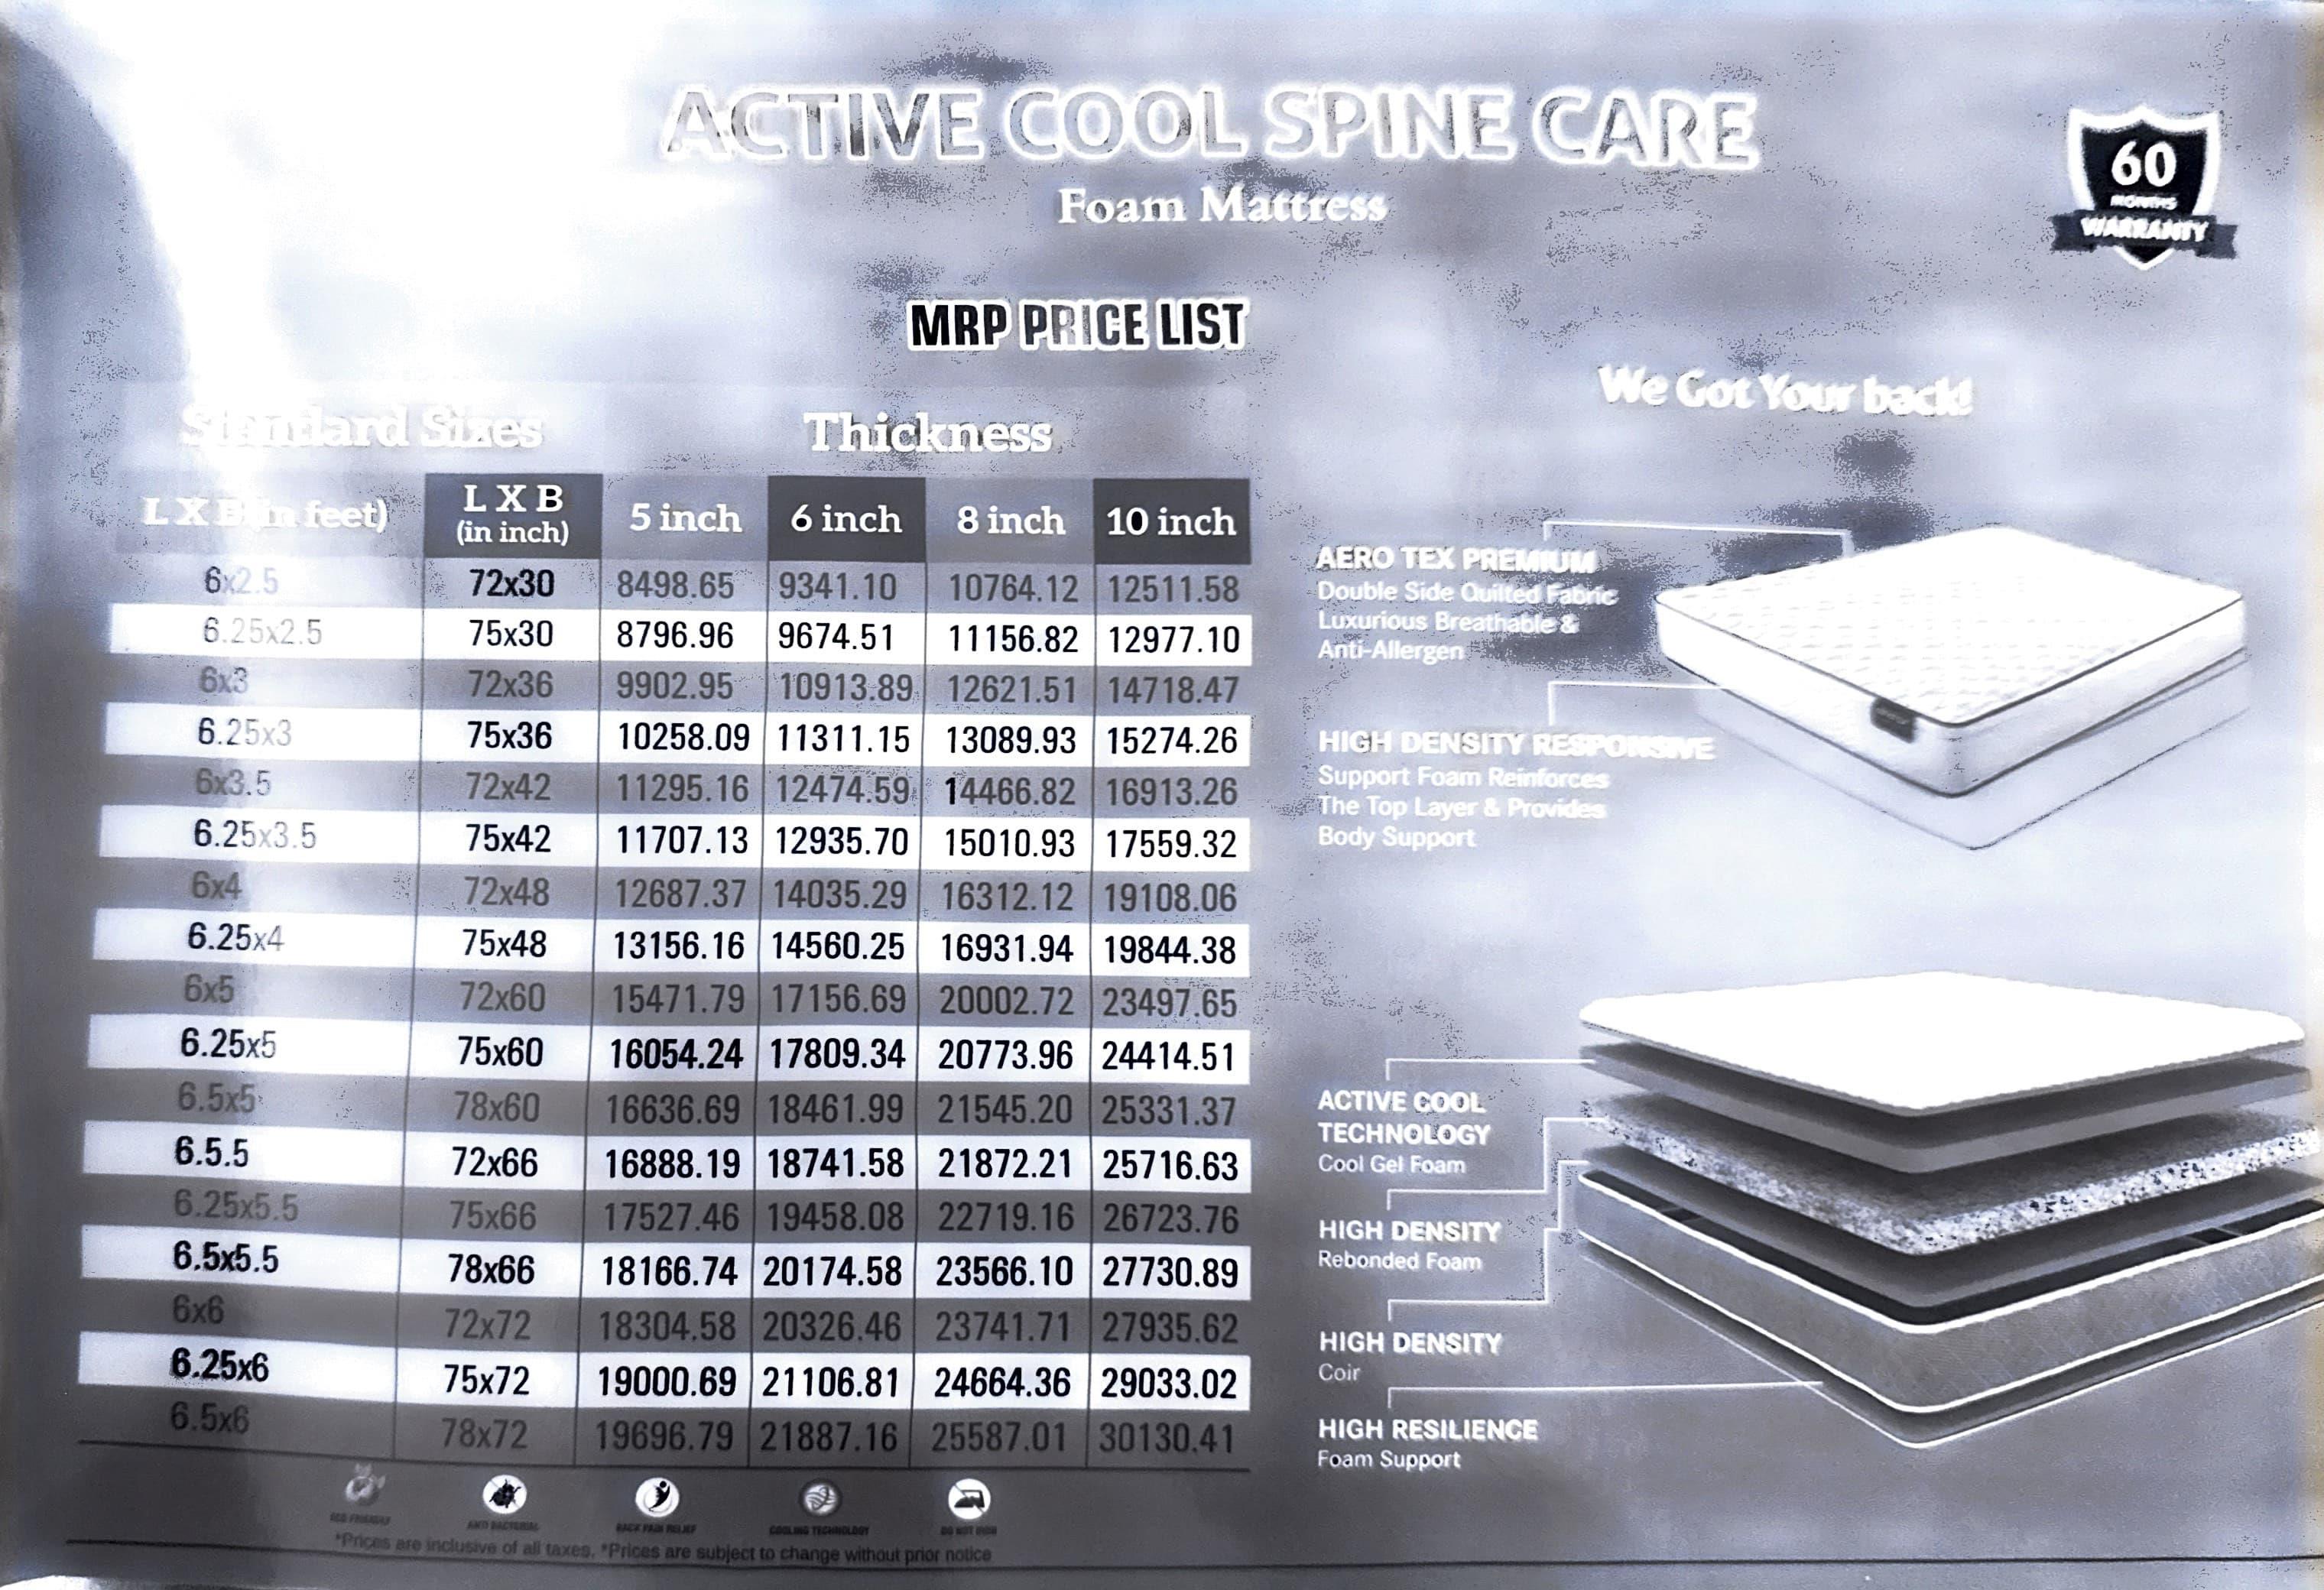 ACTIVE COOL SPINE CARE
Foam Mattress
60
MONTHS
WARRANTY
MRP PRICE LIST
We Got Your back!
Standard Sizes Thickness
L X B (in feet) L X B (in inch) 5 inch 6 inch 8 inch 10 inch
6x2.5 72x30 8498.65 9341.10 10764.12 12511.58
6.25x2.5 75x30 8796.96 9674.51 11156.82 12977.10
6x3 72x36 9902.95 10913.89 12621.51 14718.47
6.25x3 75x36 10258.09 11311.15 13089.93 15274.26
6x3.5 72x42 11295.16 12474.59 14466.82 16913.26
6.25x3.5 75x42 11707.13 12935.70 15010.93 17559.32
6x4 72x48 12687.37 14035.29 16312.12 19108.06
6.25x4 75x48 13156.16 14560.25 16931.94 19844.38
6x5 72x60 15471.79 17156.69 20002.72 23497.65
6.25x5 75x60 16054.24 17809.34 20773.96 24414.51
6.5x5 78x60 16636.69 18461.99 21545.20 25331.37
6.5.5 72x66 16888.19 18741.58 21872.21 25716.63
6.25x5.5 75x66 17527.46 19458.08 22719.16 26723.76
6.5x5.5 78x66 18166.74 20174.58 23566.10 27730.89
6x6 72x72 18304.58 20326.46 23741.71 27935.62
6.25x6 75x72 19000.69 21106.81 24664.36 29033.02
6.5x6 78x72 19696.79 21887.16 25587.01 30130.41
ECO FRIENDLY ANTI BACTERIAL BACK PAIN RELIEF COOLING TECHNOLOGY DO NOT IRON
*Prices are inclusive of all taxes. *Prices are subject to change without prior notice
AERO TEX PREMIUM
Double Side Quilted Fabric
Luxurious Breathable &
Anti-Allergen
HIGH DENSITY RESPONSIVE
Support Foam Reinforces
The Top Layer & Provides
Body Support
ACTIVE COOL
TECHNOLOGY
Cool Gel Foam
HIGH DENSITY
Rebonded Foam
HIGH DENSITY
Coir
HIGH RESILIENCE
Foam Support